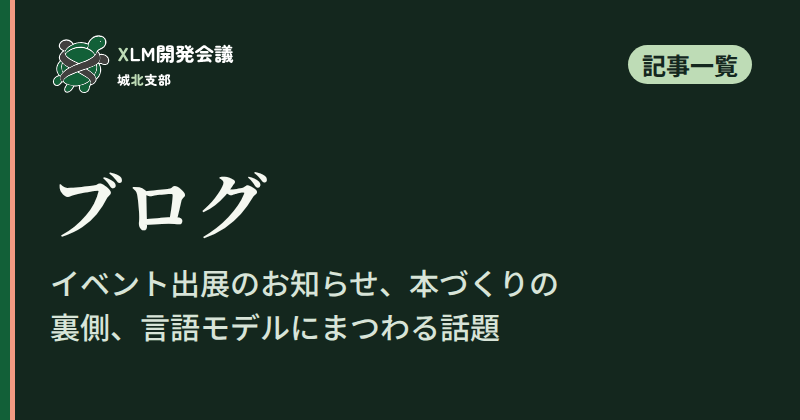 XLM開発会議
城北支部
記事一覧
ブログ
イベント出展のお知らせ、本づくりの
裏側、言語モデルにまつわる話題